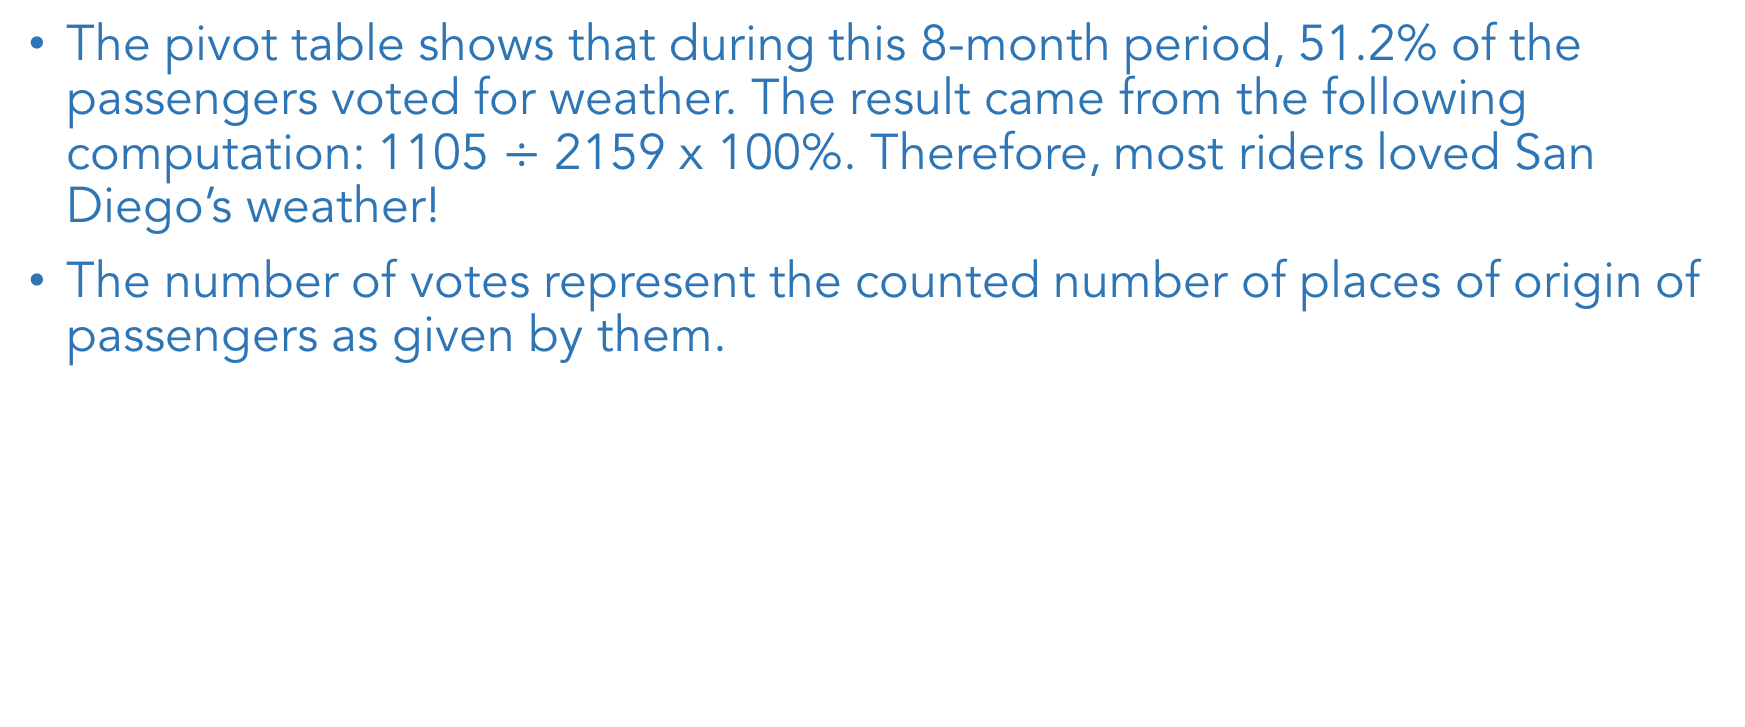 • The pivot table shows that during this 8-month period, 51.2% of the
passengers voted for weather. The result came from the following
computation: 1105 ÷ 2159 x 100%. Therefore, most riders loved San
Diego’s weather!
• The number of votes represent the counted number of places of origin of
passengers as given by them.